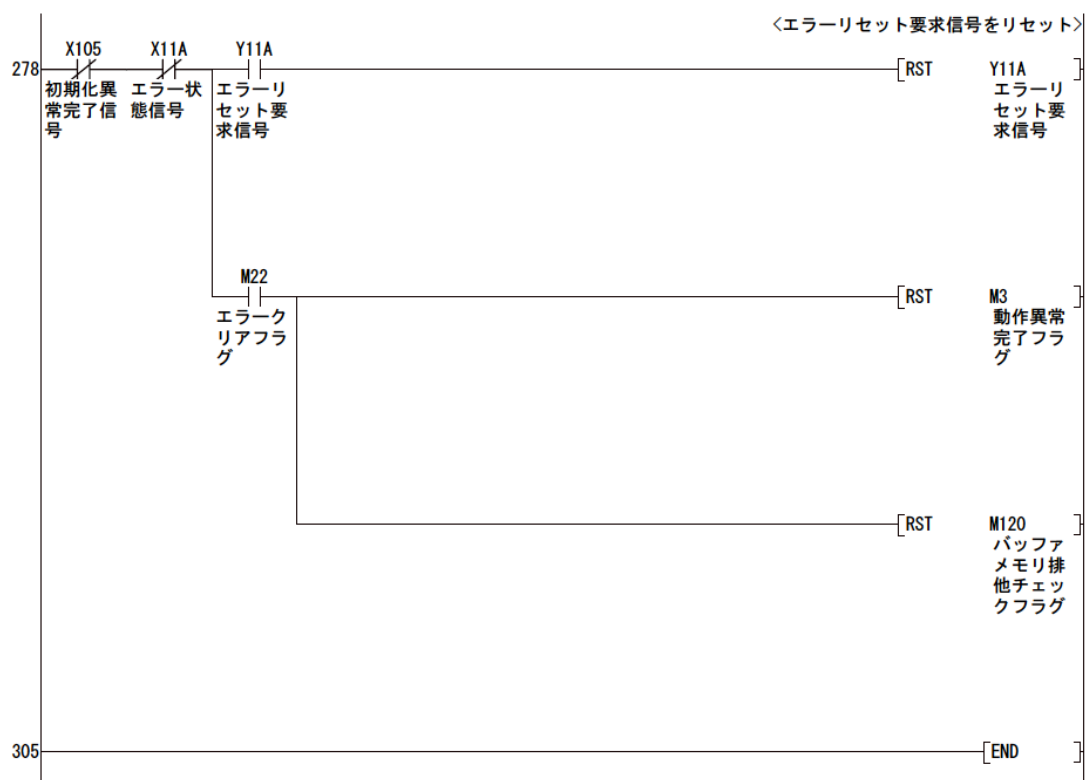 <エラーリセット要求信号をリセット>
X105 X11A Y11A
278 [RST Y11A ]
初期化異 エラー状 エラーリ エラーリ
常完了信 態信号 セット要 セット要
号 求信号 求信号
M22
[RST M3 ]
エラーク 動作異常
リアフラ 完了フラ
グ グ
[RST M120 ]
バッファ
メモリ排
他チェッ
クフラグ
305 [END ]